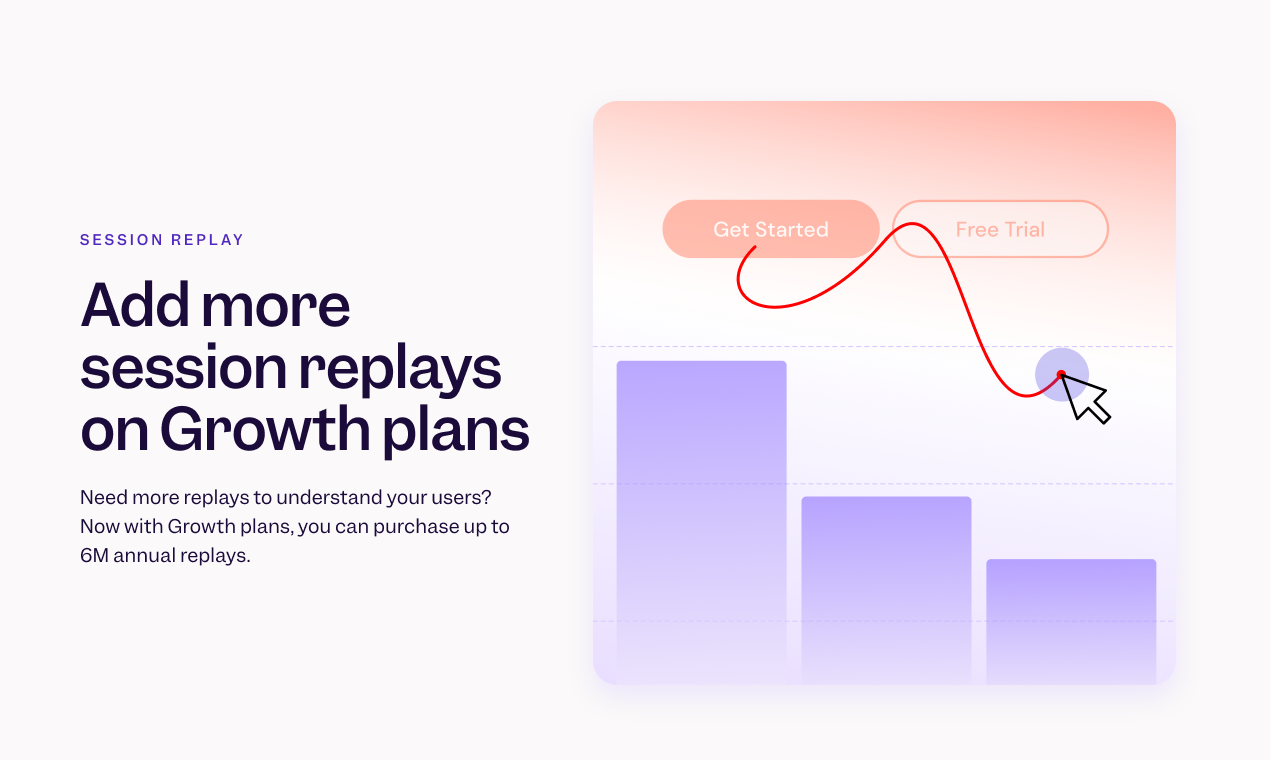 SESSION REPLAY
Add more
session replays
on Growth plans
Need more replays to understand your users?
Now with Growth plans, you can purchase up to
6M annual replays.
Get Started
Free Trial